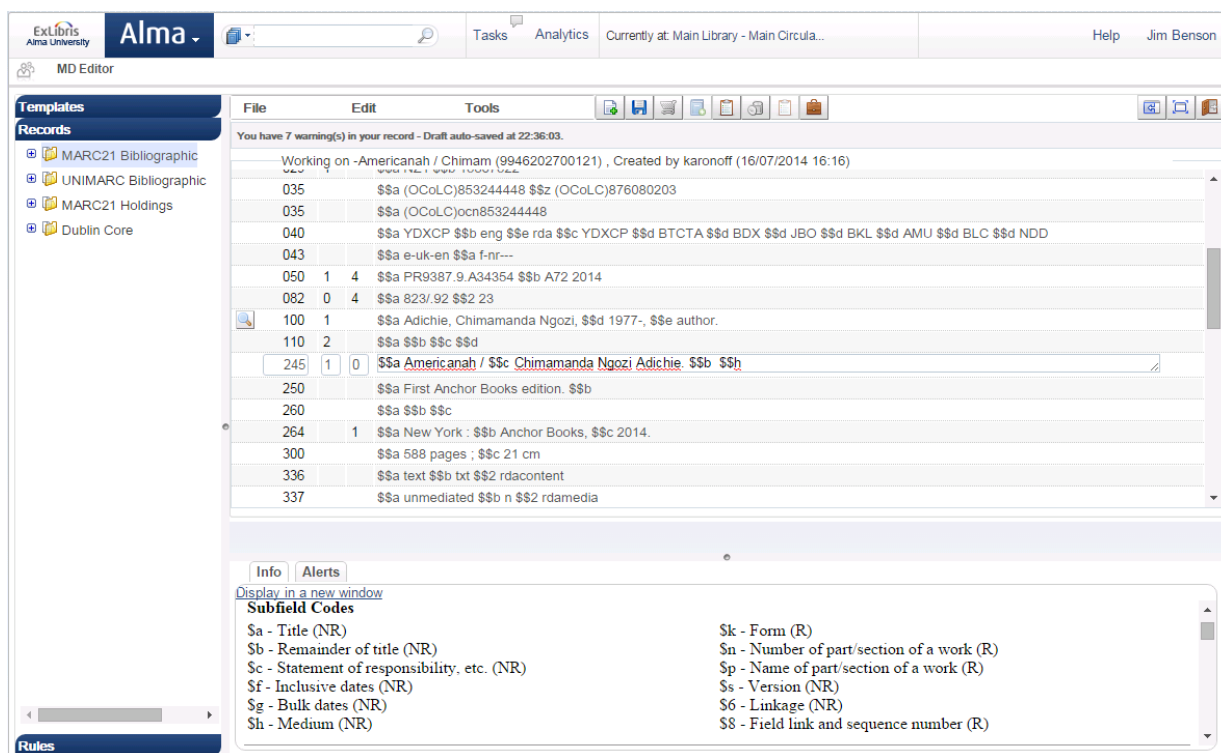 ExLibris
Alma University
Alma
Tasks
Analytics
Currently at: Main Library - Main Circula...
Help
Jim Benson
MD Editor
Templates
Records
MARC21 Bibliographic
UNIMARC Bibliographic
MARC21 Holdings
Dublin Core
Rules
File Edit Tools
You have 7 warning(s) in your record - Draft auto-saved at 22:36:03.
Working on -Americanah / Chimam (9946202700121) , Created by karonoff (16/07/2014 16:16)
035 $$a (OCoLC)853244448 $$z (OCoLC)876080203
035 $$a (OCoLC)ocn853244448
040 $$a YDXCP $$b eng $$e rda $$c YDXCP $$d BTCTA $$d BDX $$d JBO $$d BKL $$d AMU $$d BLC $$d NDD
043 $$a e-uk-en $$a f-nr---
050 1 4 $$a PR9387.9.A34354 $$b A72 2014
082 0 4 $$a 823/.92 $$2 23
100 1 $$a Adichie, Chimamanda Ngozi, $$d 1977-, $$e author.
110 2 $$a $$b $$c $$d
245 1 0 $$a Americanah / $$c Chimamanda Ngozi Adichie. $$b $$h
250 $$a First Anchor Books edition. $$b
260 $$a $$b $$c
264 1 $$a New York : $$b Anchor Books, $$c 2014.
300 $$a 588 pages ; $$c 21 cm
336 $$a text $$b txt $$2 rdacontent
337 $$a unmediated $$b n $$2 rdamedia
Info Alerts
Display in a new window
Subfield Codes
$a - Title (NR)
$b - Remainder of title (NR)
$c - Statement of responsibility, etc. (NR)
$f - Inclusive dates (NR)
$g - Bulk dates (NR)
$h - Medium (NR)
$k - Form (R)
$n - Number of part/section of a work (R)
$p - Name of part/section of a work (R)
$s - Version (NR)
$6 - Linkage (NR)
$8 - Field link and sequence number (R)